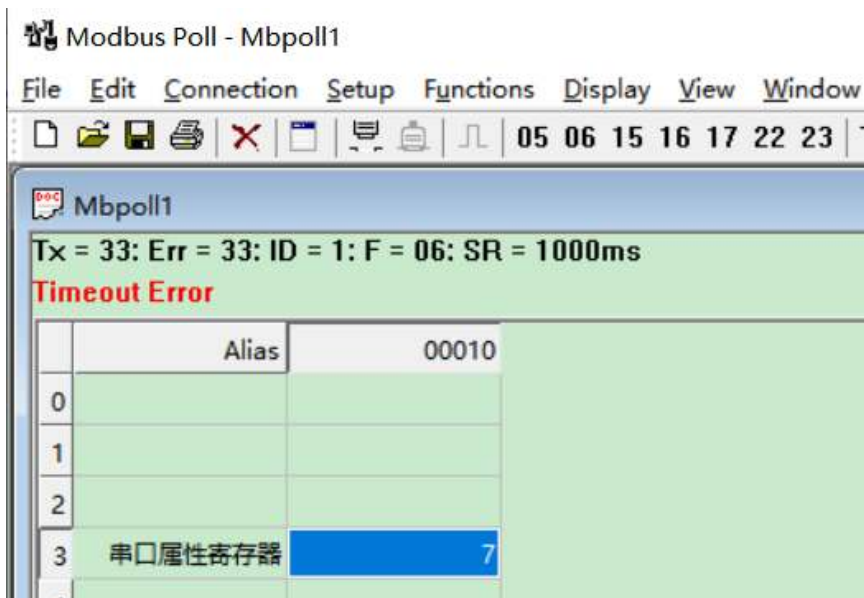 Modbus Poll - Mbpoll1
File Edit Connection Setup Functions Display View Window
05 06 15 16 17 22 23
Mbpoll1
Tx = 33: Err = 33: ID = 1: F = 06: SR = 1000ms
Timeout Error
Alias 00010
0
1
2
3 串口属性寄存器 7